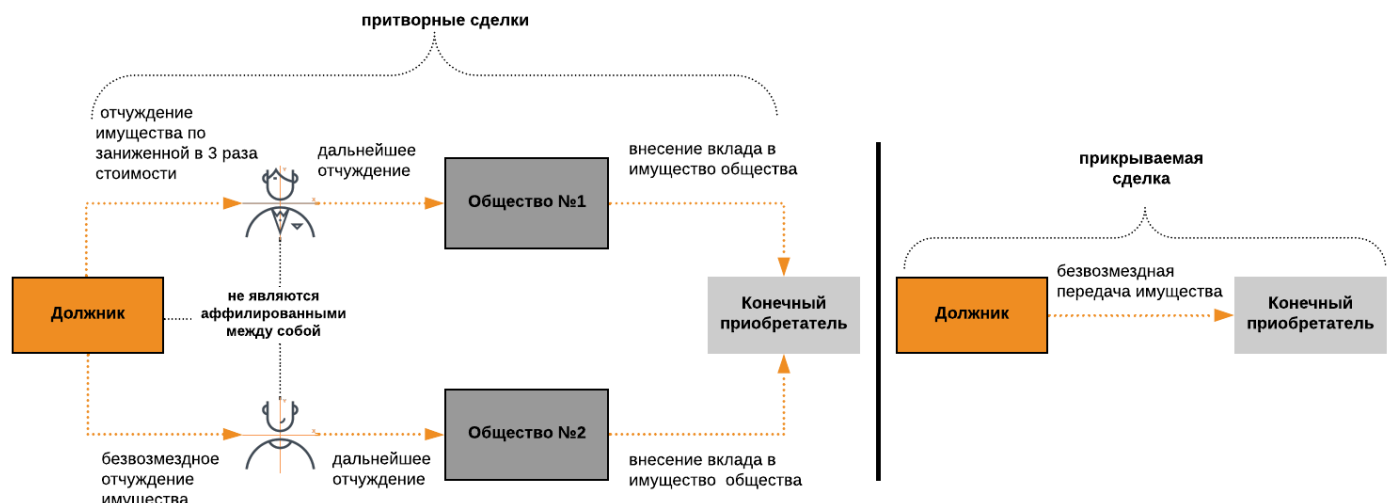 притворные сделки
отчуждение
имущества по
заниженной в 3 раза
стоимости
дальнейшее
отчуждение
Общество №1
внесение вклада в
имущество общества
Должник
не являются
аффилированными
между собой
Конечный
приобретатель
безвозмездное
отчуждение
имущества
дальнейшее
отчуждение
Общество №2
внесение вклада в
имущество общества
прикрываемая
сделка
Должник
безвозмездная
передача имущества
Конечный
приобретатель